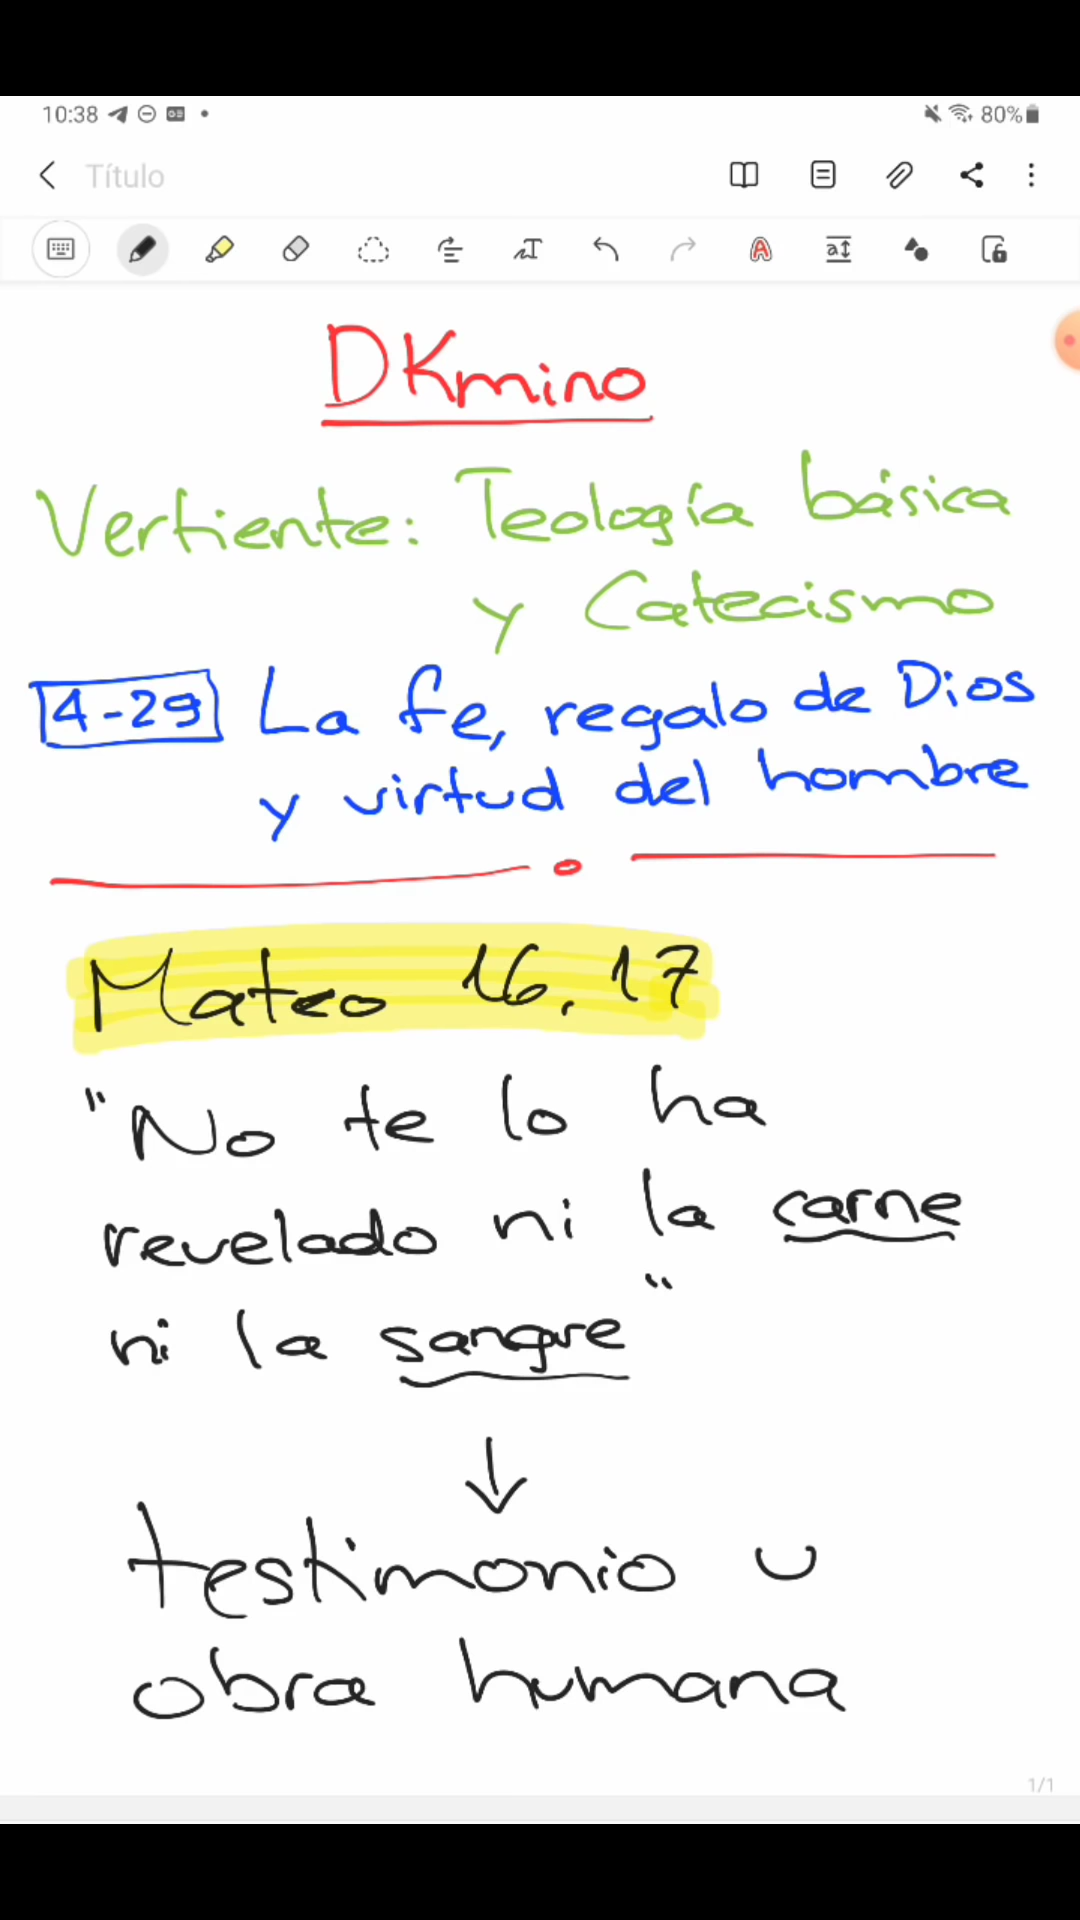 10:38
80%
Título
DKmino
Vertiente: Teología básica
y Catecismo
4-29 La fe, regalo de Dios
y virtud del hombre
Mateo 16,17
"No te lo ha
revelado ni la carne
ni la sangre"
testimonio u
obra humana
1/1